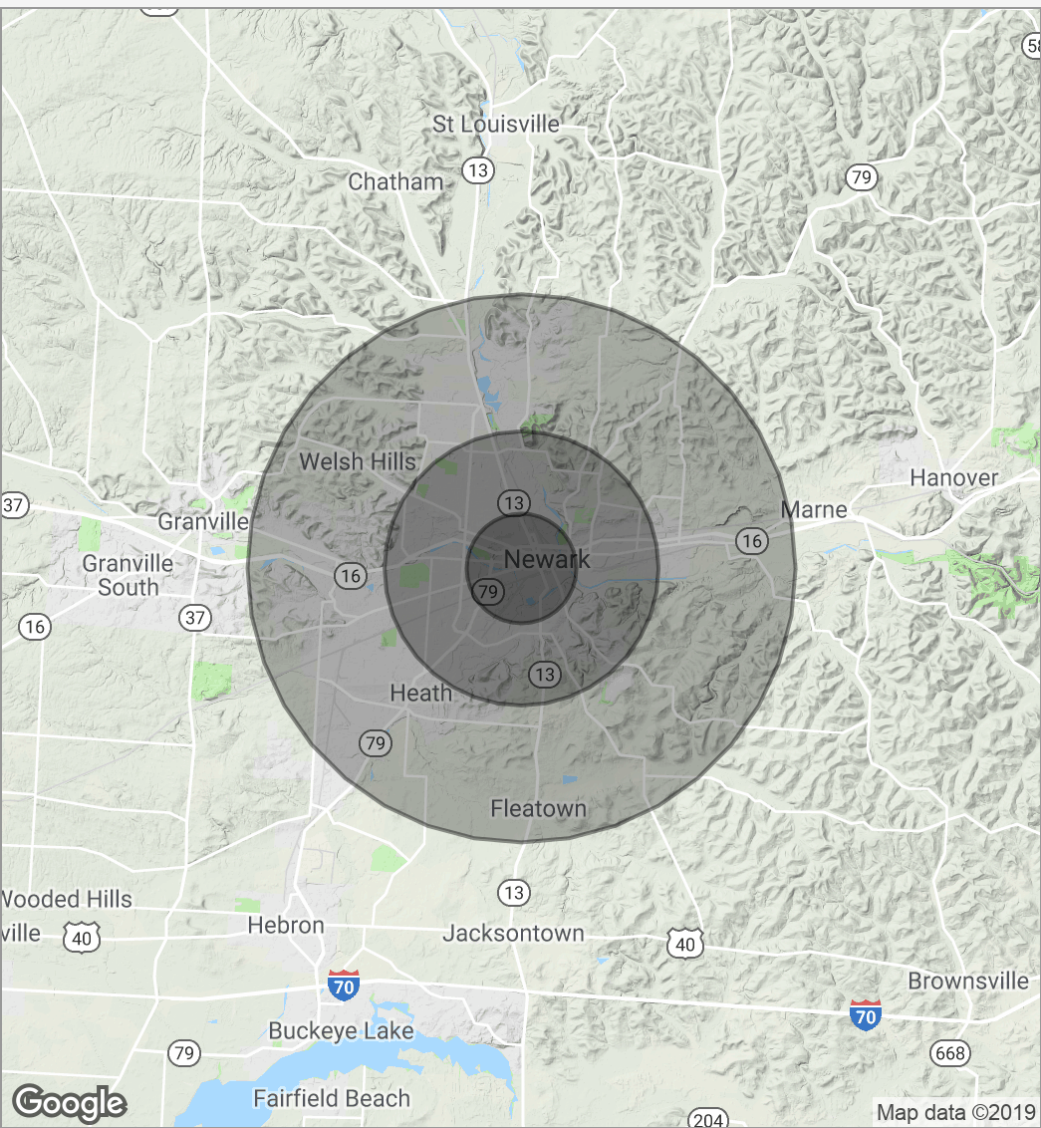 58
St Louisville
13
Chatham
79
Welsh Hills
Hanover
37
13
Marne
Granville
16
Newark
Granville
South
16
79
37
16
13
Heath
79
Fleatown
13
Wooded Hills
ville
40
Hebron
Jacksontown
40
Brownsville
70
70
Buckeye Lake
79
668
Fairfield Beach
Google
204
Map data ©2019